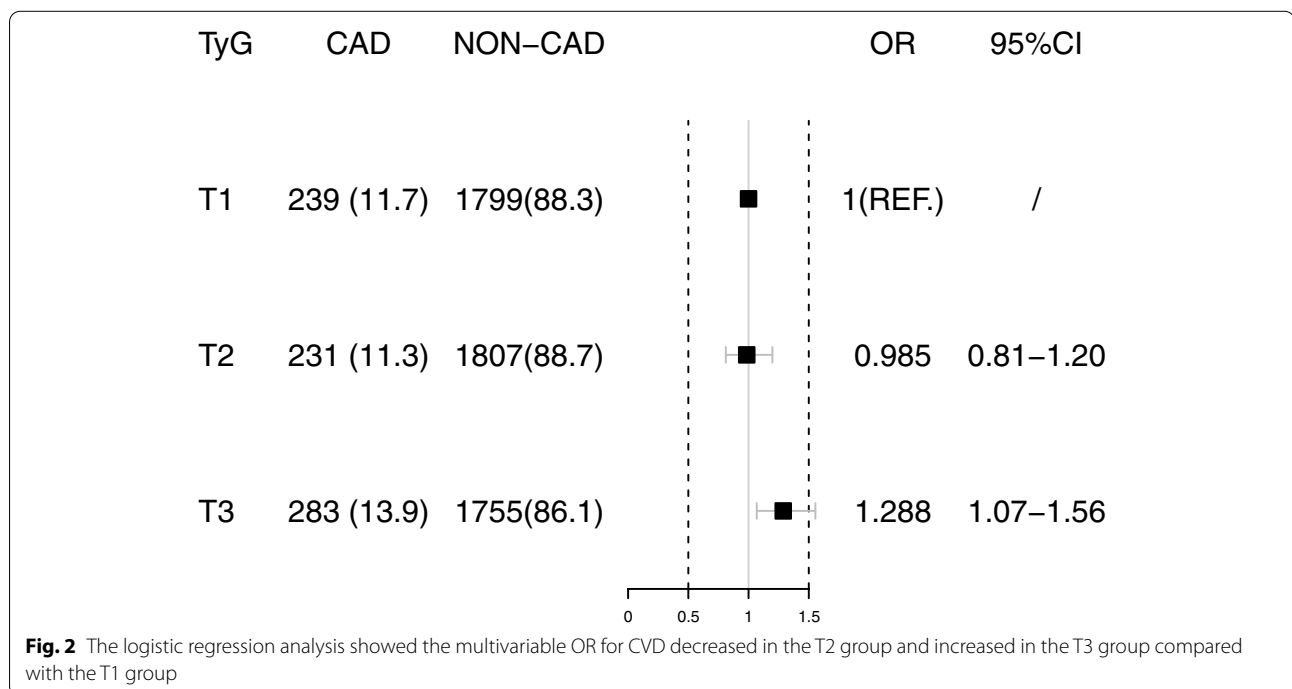 TyG CAD NON−CAD OR 95%CI
T1 239 (11.7) 1799(88.3) 1(REF.) /
T2 231 (11.3) 1807(88.7) 0.985 0.81−1.20
T3 283 (13.9) 1755(86.1) 1.288 1.07−1.56
0 0.5 1 1.5
Fig. 2 The logistic regression analysis showed the multivariable OR for CVD decreased in the T2 group and increased in the T3 group compared
with the T1 group